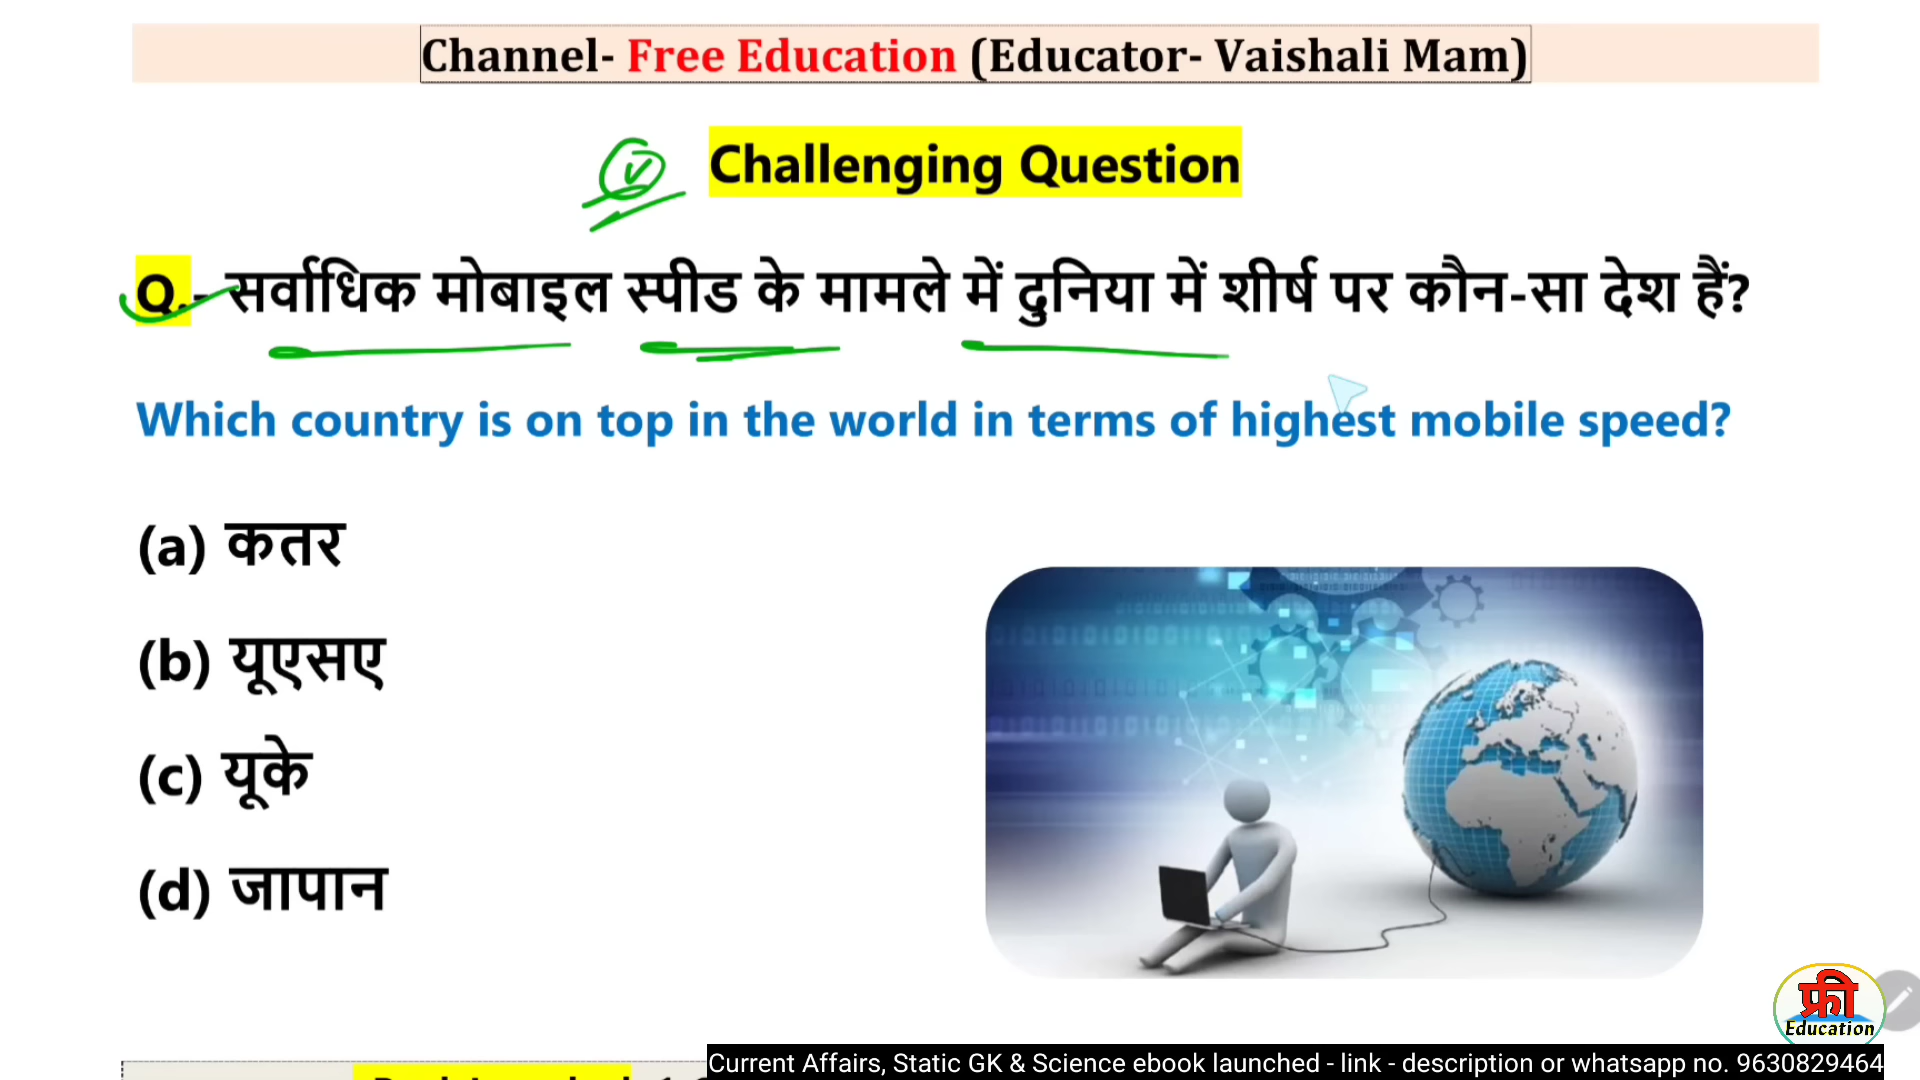 Channel- Free Education (Educator- Vaishali Mam)
Challenging Question
Q.- सर्वाधिक मोबाइल स्पीड के मामले में दुनिया में शीर्ष पर कौन-सा देश हैं?
Which country is on top in the world in terms of highest mobile speed?
(a) कतर
(b) यूएसए
(c) यूके
(d) जापान
फ्री
Education
Current Affairs, Static GK & Science ebook launched - link - description or whatsapp no. 9630829464